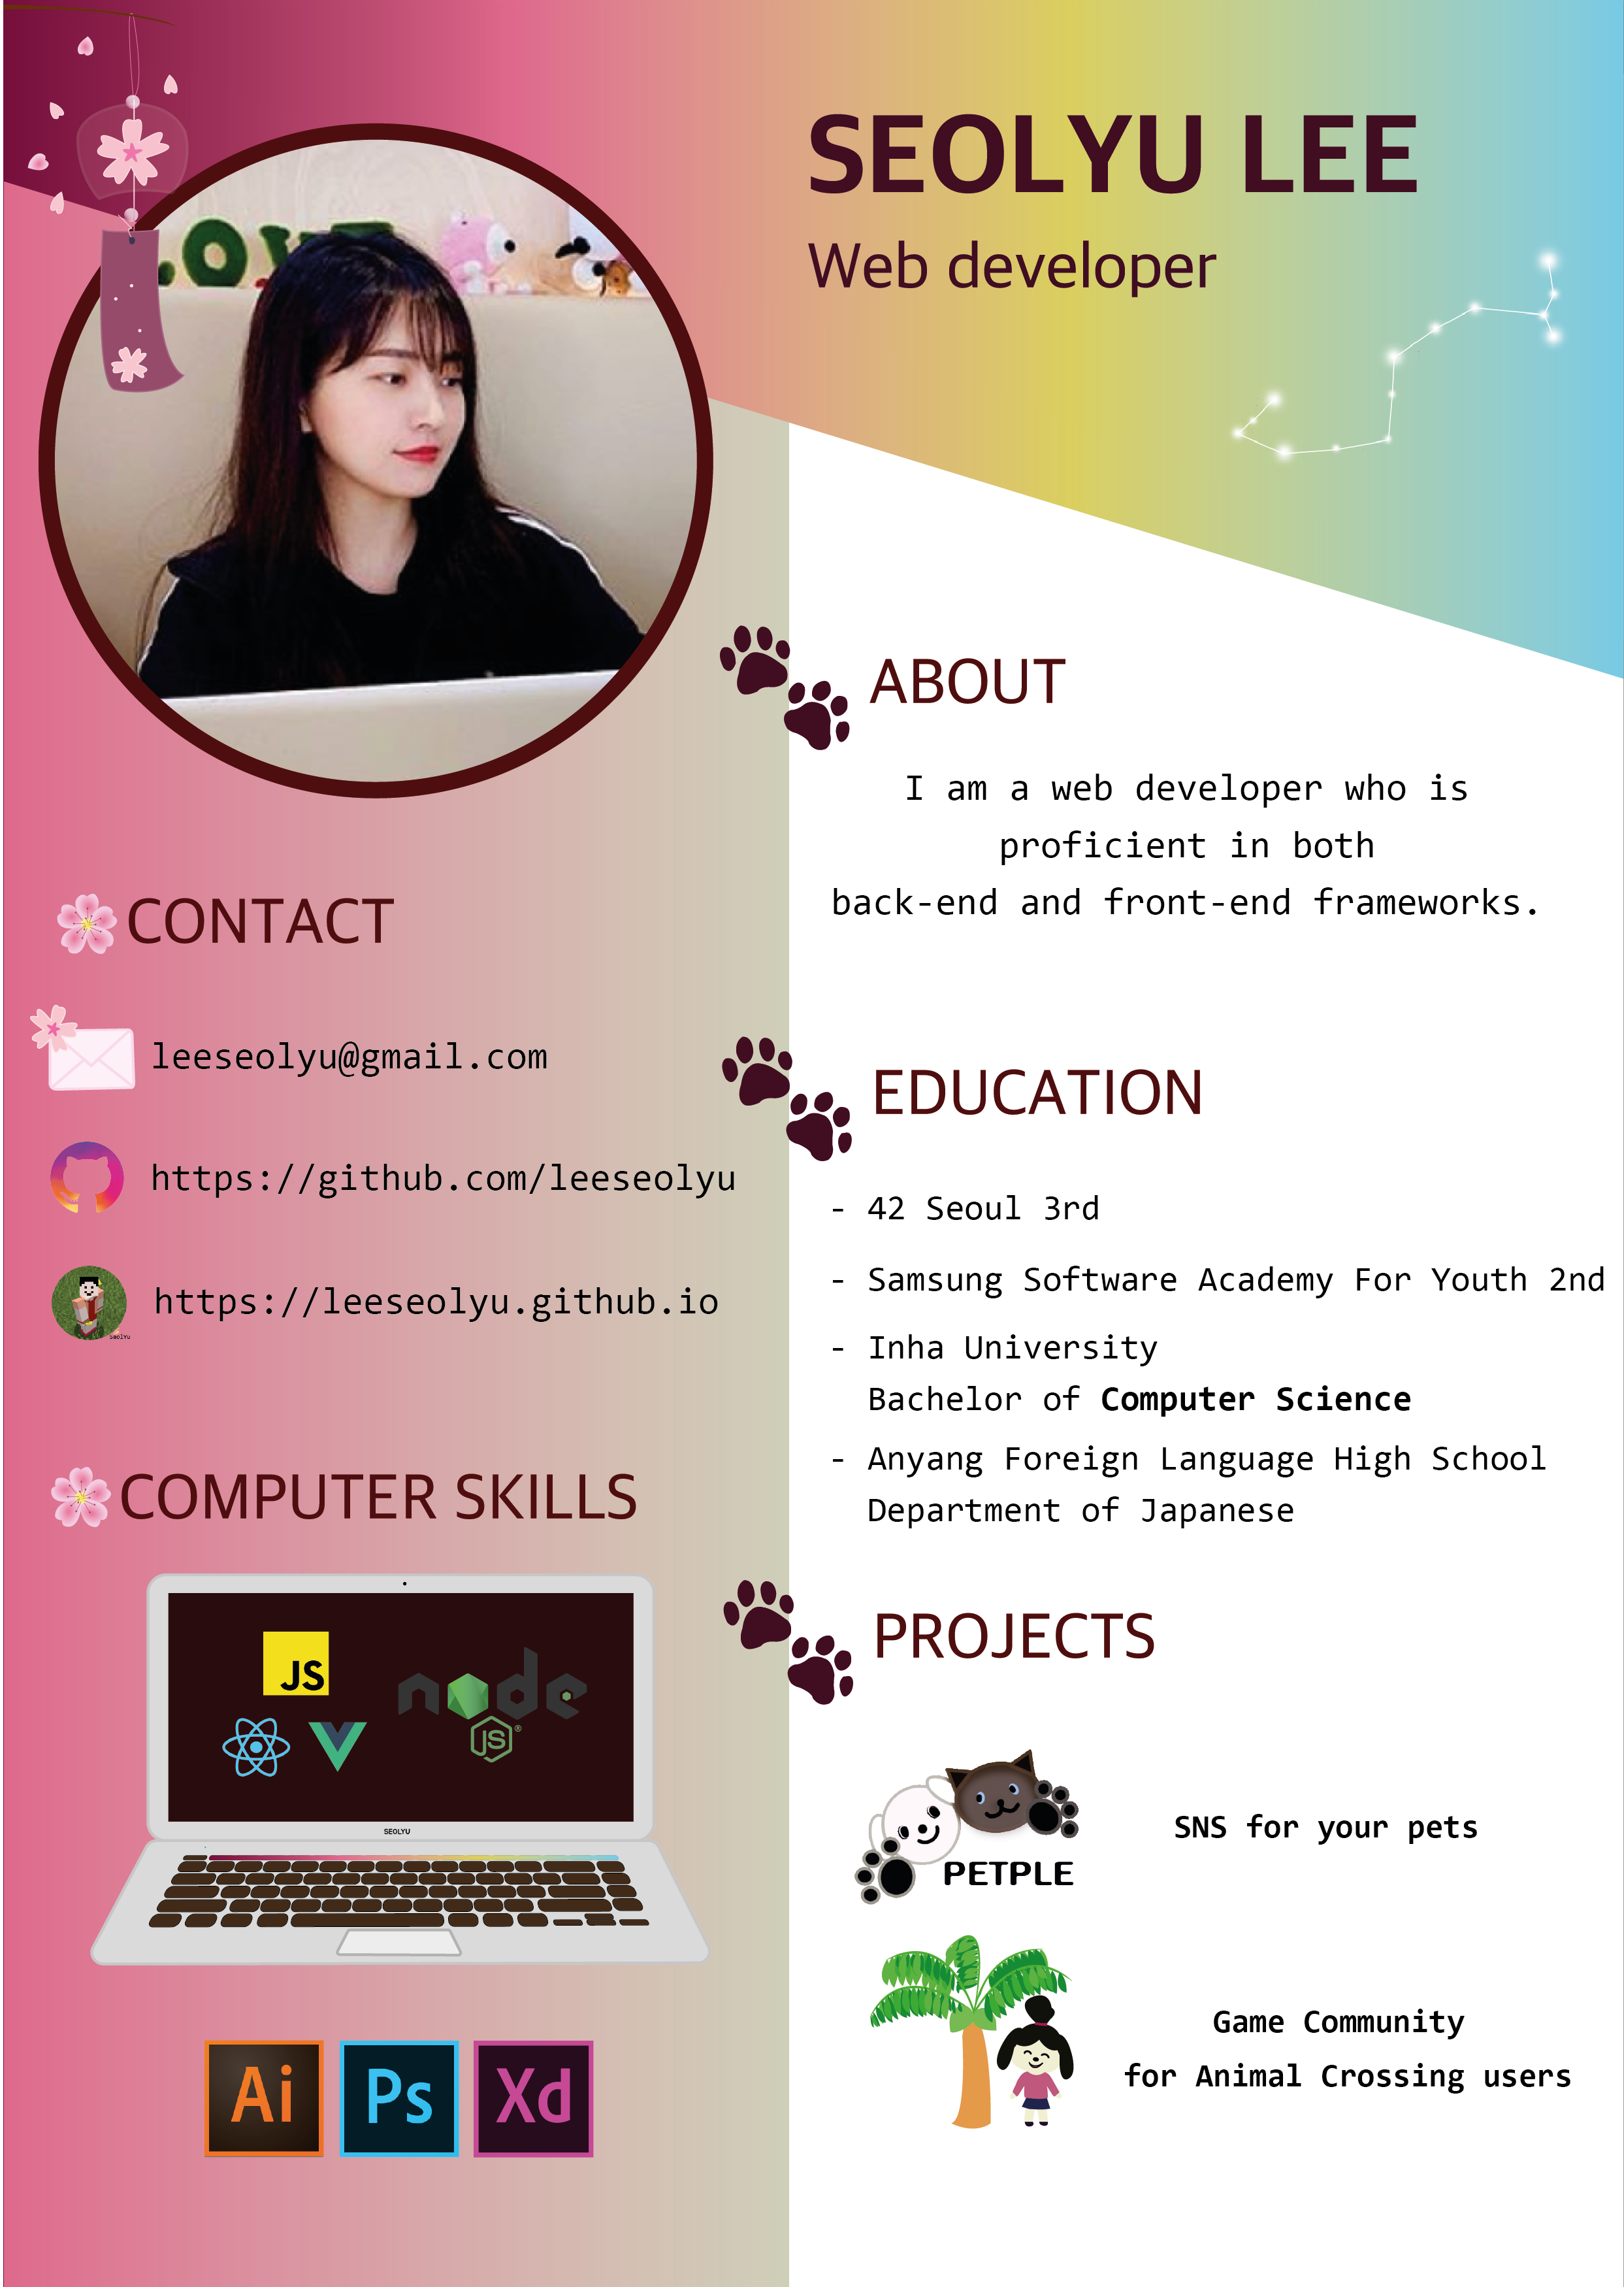 SEOLYU LEE
Web developer
ABOUT
I am a web developer who is
proficient in both
back-end and front-end frameworks.
CONTACT
leeseolyu@gmail.com
https://github.com/leeseolyu
https://leeseolyu.github.io
SeolYu
EDUCATION
- 42 Seoul 3rd
- Samsung Software Academy For Youth 2nd
- Inha University
Bachelor of Computer Science
- Anyang Foreign Language High School
Department of Japanese
COMPUTER SKILLS
JS
node
JS®
SEOLYU
Ai Ps Xd
PROJECTS
PETPLE
SNS for your pets
Game Community
for Animal Crossing users